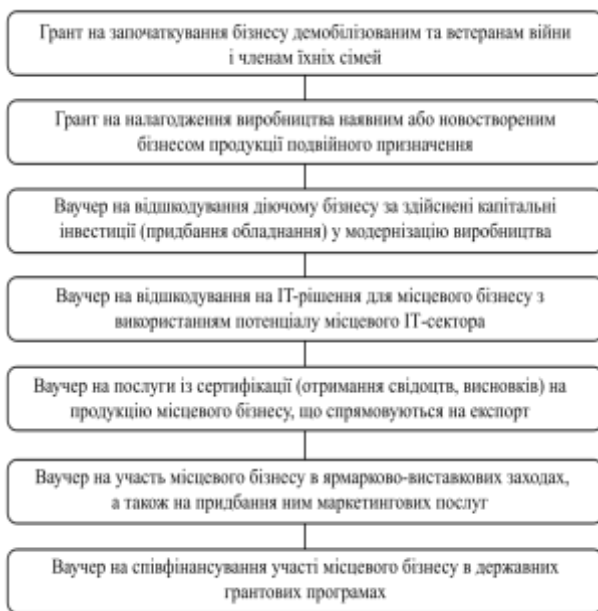 Грант на започаткування бізнесу демобілізованим та ветеранам війни
і членам їхніх сімей
Грант на налагодження виробництва наявним або новоствреним
бізнесом продукції подвійного призначення
Ваучер на відшкодування діючому бізнесу за здійснені капітальні
інвестиції (придбання обладнання) у модернізацію виробництва
Ваучер на відшкодування на ІТ-рішення для місцевого бізнесу з
використанням потенціалу місцевого ІТ-сектора
Ваучер на послуги із сертифікації (отримання свідоцтв, висновків) на
продукцію місцевого бізнесу, що спрямовуються на експорт
Ваучер на участь місцевого бізнесу в ярмарково-виставкових заходах,
а також на придбання ним маркетингових послуг
Ваучер на співфінансування участі місцевого бізнесу в державних
грантових програмах